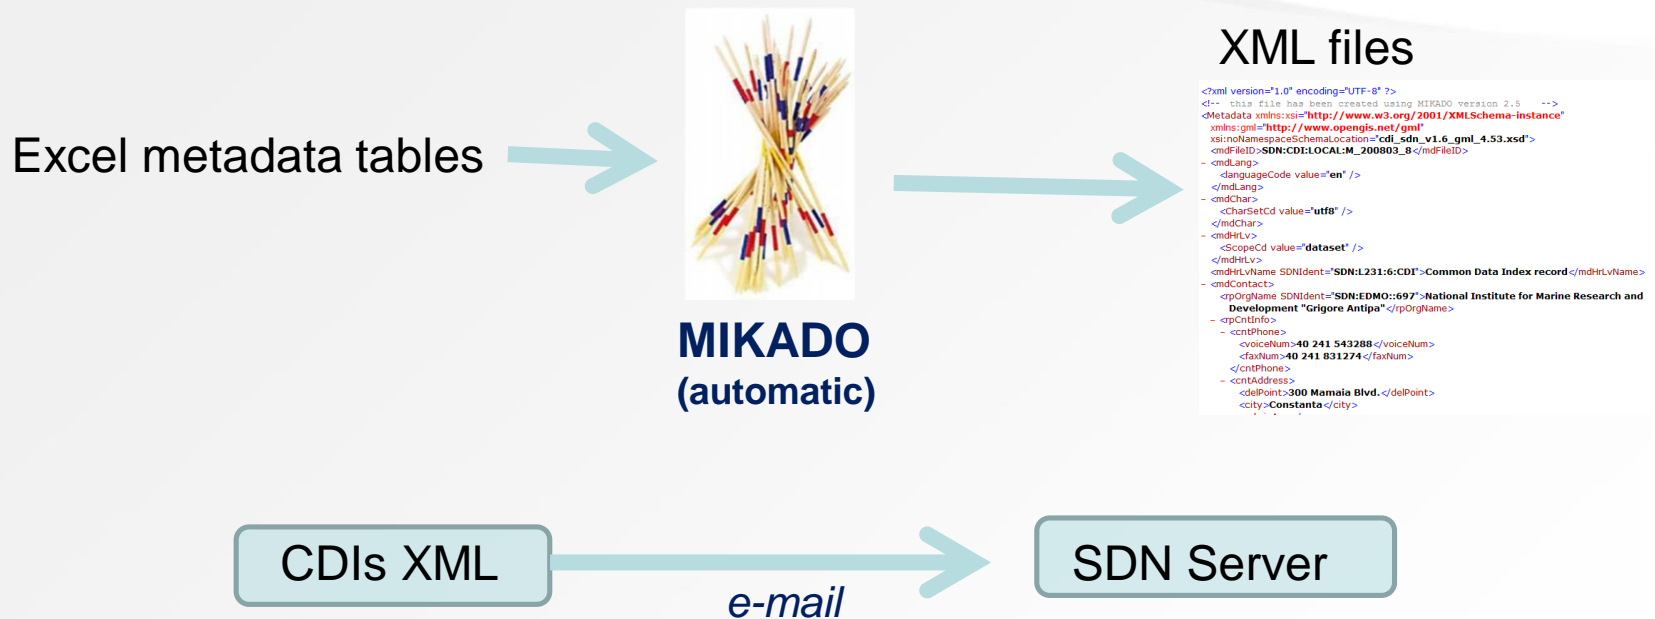 XML files
Excel metadata tables
MIKADO
(automatic)
<?xml version="1.0" encoding="UTF-8" ?>
<!-- this file has been created using MIKADO version 2.5 -->
<Metadata xmlns:xsi="http://www.w3.org/2001/XMLSchema-instance"
xmlns:gml="http://www.opengis.net/gml"
xsi:noNamespaceSchemaLocation="cdi_sdn_v1.6_gml_4.53.xsd">
<mdFileID>SDN:CDI:LOCAL:M_200803_8</mdFileID>
- <mdLang>
<languageCode value="en" />
</mdLang>
- <mdChar>
<CharSetCd value="utf8" />
</mdChar>
- <mdHrLv>
<ScopeCd value="dataset" />
</mdHrLv>
<mdHrLvName SDNIdent="SDN:L231:6:CDI">Common Data Index record</mdHrLvName>
- <mdContact>
<rpOrgName SDNIdent="SDN:EDMO::697">National Institute for Marine Research and
Development "Grigore Antipa"</rpOrgName>
- <rpCntInfo>
- <cntPhone>
<voiceNum>40 241 543288</voiceNum>
<faxNum>40 241 831274</faxNum>
</cntPhone>
- <cntAddress>
<delPoint>300 Mamaia Blvd.</delPoint>
<city>Constanta</city>
CDIs XML
e-mail
SDN Server